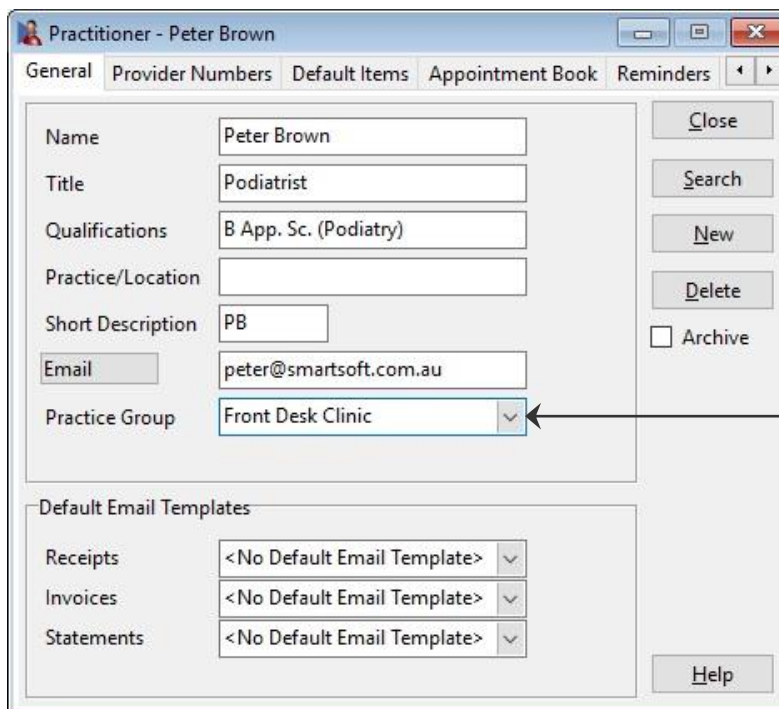 Practitioner - Peter Brown
General Provider Numbers Default Items Appointment Book Reminders
Name Peter Brown
Close
Title Podiatrist
Search
Qualifications B App. Sc. (Podiatry)
New
Practice/Location
Delete
Short Description PB
Archive
Email peter@smartsoft.com.au
Practice Group Front Desk Clinic
Default Email Templates
Receipts <No Default Email Template>
Invoices <No Default Email Template>
Statements <No Default Email Template>
Help